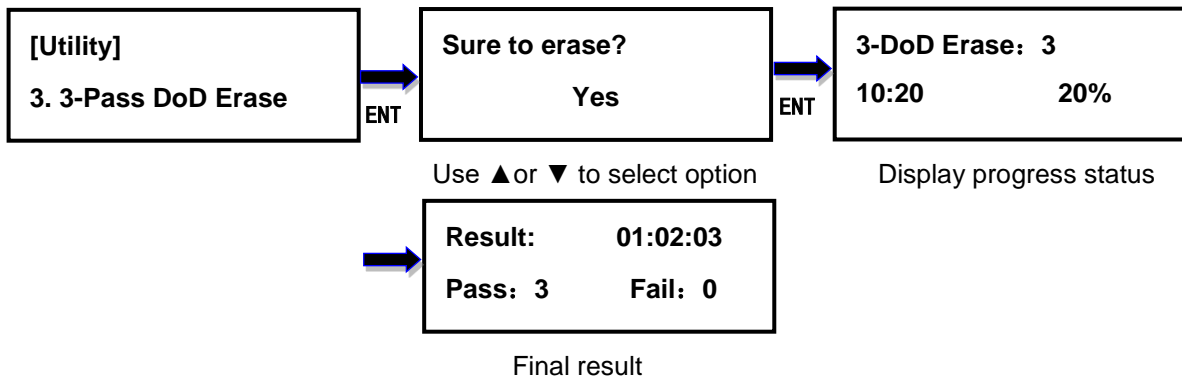 [Utility]
3. 3-Pass DoD Erase
ENT
Sure to erase?
Yes
Use ▲or ▼ to select option
ENT
3-DoD Erase：3
10:20 20%
Display progress status
Result: 01:02:03
Pass：3 Fail：0
Final result